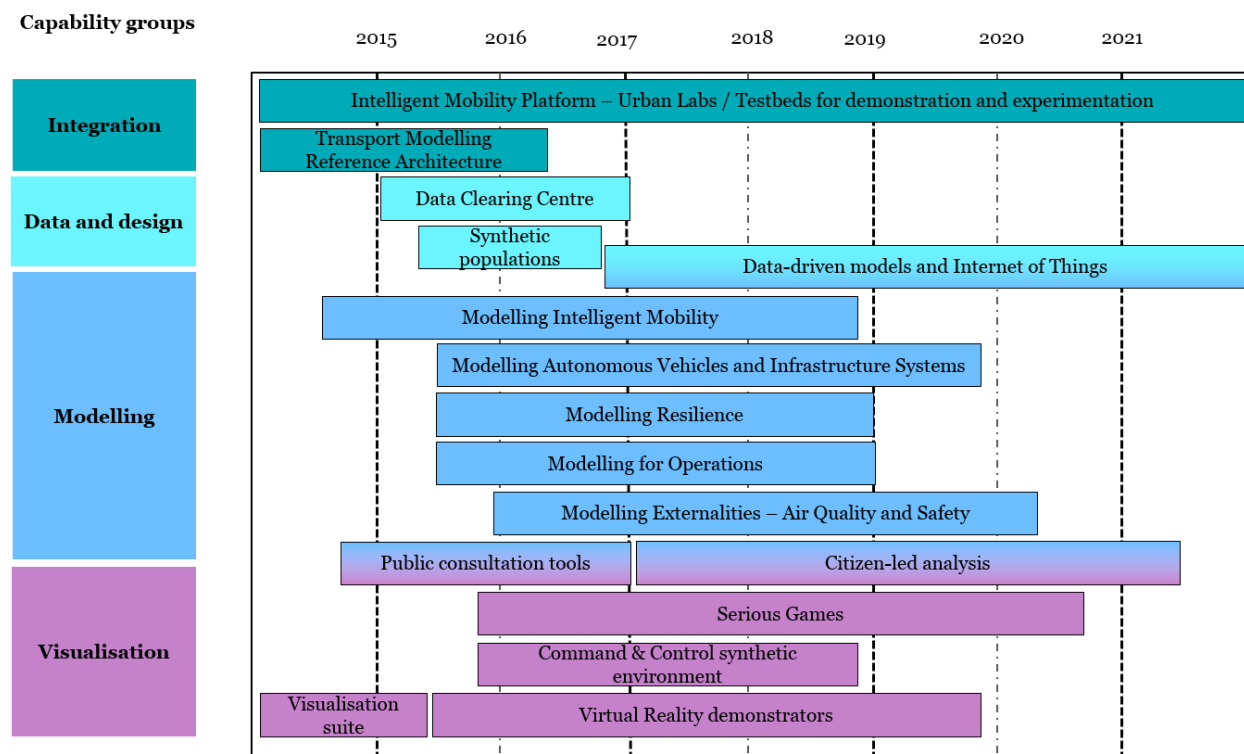 Capability groups
2015 2016 2017 2018 2019 2020 2021
Integration
Intelligent Mobility Platform – Urban Labs / Testbeds for demonstration and experimentation
Transport Modelling
Reference Architecture
Data and design
Data Clearing Centre
Synthetic
populations
Data-driven models and Internet of Things
Modelling
Modelling Intelligent Mobility
Modelling Autonomous Vehicles and Infrastructure Systems
Modelling Resilience
Modelling for Operations
Modelling Externalities – Air Quality and Safety
Public consultation tools
Citizen-led analysis
Visualisation
Serious Games
Command & Control synthetic
environment
Visualisation
suite
Virtual Reality demonstrators